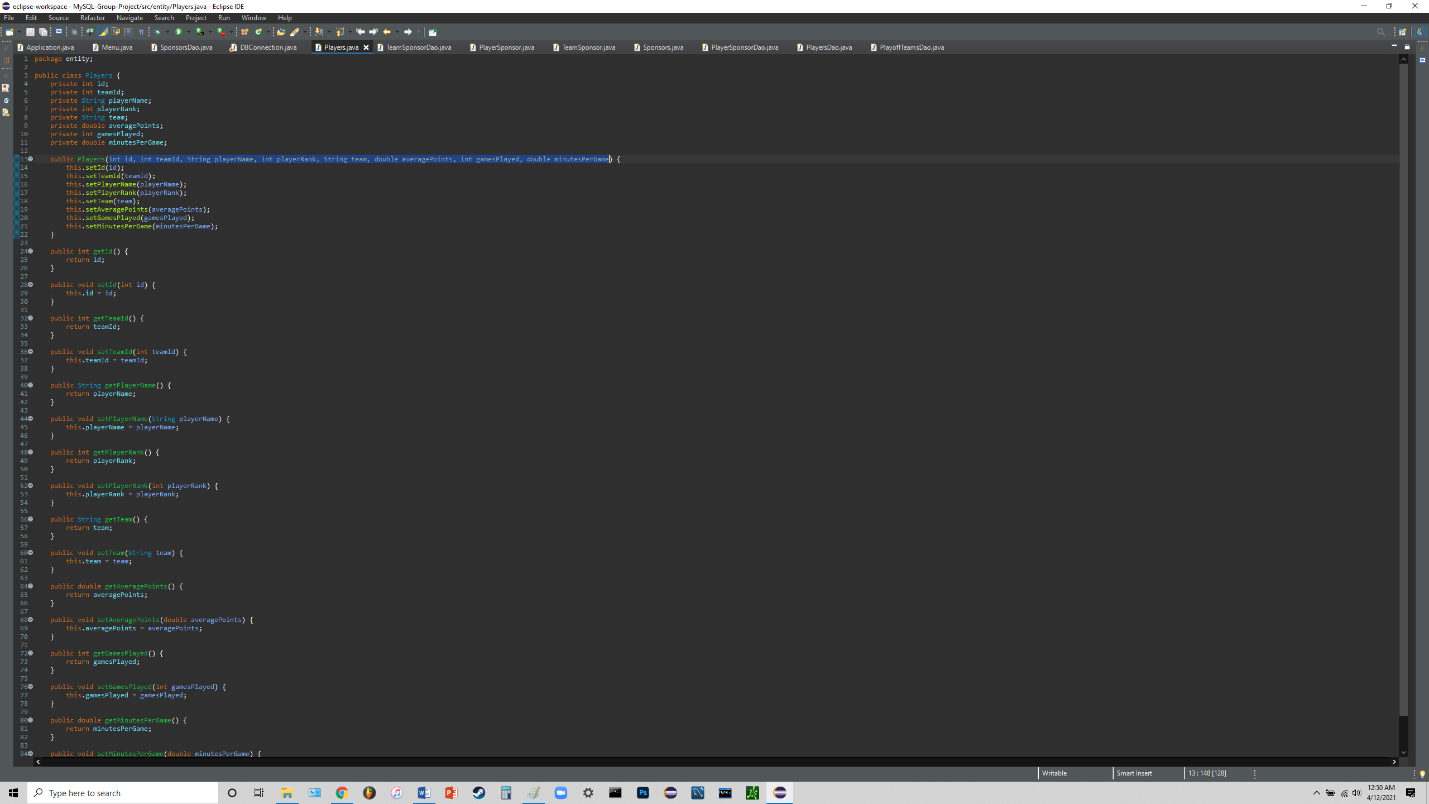 eclipse-workspace - MySQL-Group-Project/src/entity/Players.java - Eclipse IDE
File Edit Source Refactor Navigate Search Project Run Window Help
Application.java Menu.java SponsorsDao.java DBConnection.java Players.java TeamSponsorDao.java PlayerSponsor.java TeamSponsor.java Sponsors.java PlayerSponsorDao.java PlayersDao.java PlayoffTeamsDao.java
1 package entity;
2
3 public class Players {
4 private int id;
5 private int teamId;
6 private String playerName;
7 private int playerRank;
8 private String team;
9 private double averagePoints;
10 private int gamesPlayed;
11 private double minutesPerGame;
12
13 public Players(int id, int teamId, String playerName, int playerRank, String team, double averagePoints, int gamesPlayed, double minutesPerGame) {
14 this.setId(id);
15 this.setTeamId(teamId);
16 this.setPlayerName(playerName);
17 this.setPlayerRank(playerRank);
18 this.setTeam(team);
19 this.setAveragePoints(averagePoints);
20 this.setGamesPlayed(gamesPlayed);
21 this.setMinutesPerGame(minutesPerGame);
22 }
23
24 public int getId() {
25 return id;
26 }
27
28 public void setId(int id) {
29 this.id = id;
30 }
31
32 public int getTeamId() {
33 return teamId;
34 }
35
36 public void setTeamId(int teamId) {
37 this.teamId = teamId;
38 }
39
40 public String getPlayerName() {
41 return playerName;
42 }
43
44 public void setPlayerName(String playerName) {
45 this.playerName = playerName;
46 }
47
48 public int getPlayerRank() {
49 return playerRank;
50 }
51
52 public void setPlayerRank(int playerRank) {
53 this.playerRank = playerRank;
54 }
55
56 public String getTeam() {
57 return team;
58 }
59
60 public void setTeam(String team) {
61 this.team = team;
62 }
63
64 public double getAveragePoints() {
65 return averagePoints;
66 }
67
68 public void setAveragePoints(double averagePoints) {
69 this.averagePoints = averagePoints;
70 }
71
72 public int getGamesPlayed() {
73 return gamesPlayed;
74 }
75
76 public void setGamesPlayed(int gamesPlayed) {
77 this.gamesPlayed = gamesPlayed;
78 }
79
80 public double getMinutesPerGame() {
81 return minutesPerGame;
82 }
83
84 public void setMinutesPerGame(double minutesPerGame) {
Writable Smart Insert 13 : 148 [128]
Type here to search
12:50 AM
4/12/2021